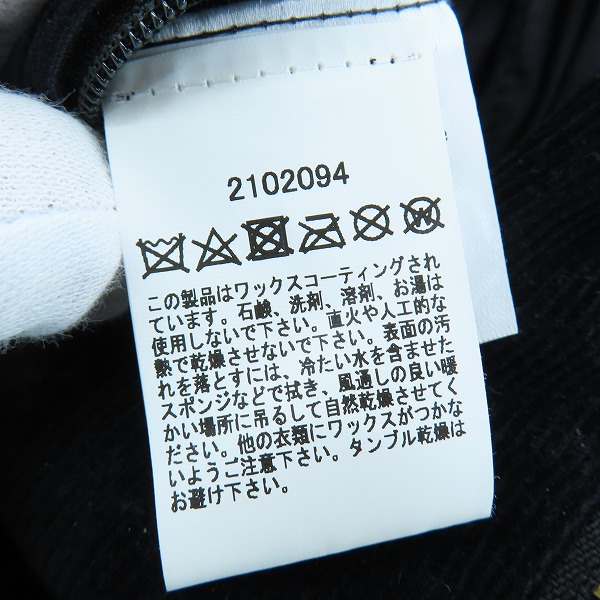 2102094
この製品はワックスコーティングされ
ています。石鹸、洗剤、溶剤、お湯は
使用しないで下さい。直火や人工的な
熱で乾燥させないで下さい。表面の汚
れを落とすには、冷たい水を含ませた
スポンジなどで拭き、風通しの良い暖
かい場所に吊るして自然乾燥させてく
ださい。他の衣類にワックスがつかな
いようご注意下さい。タンブル乾燥は
お避け下さい。